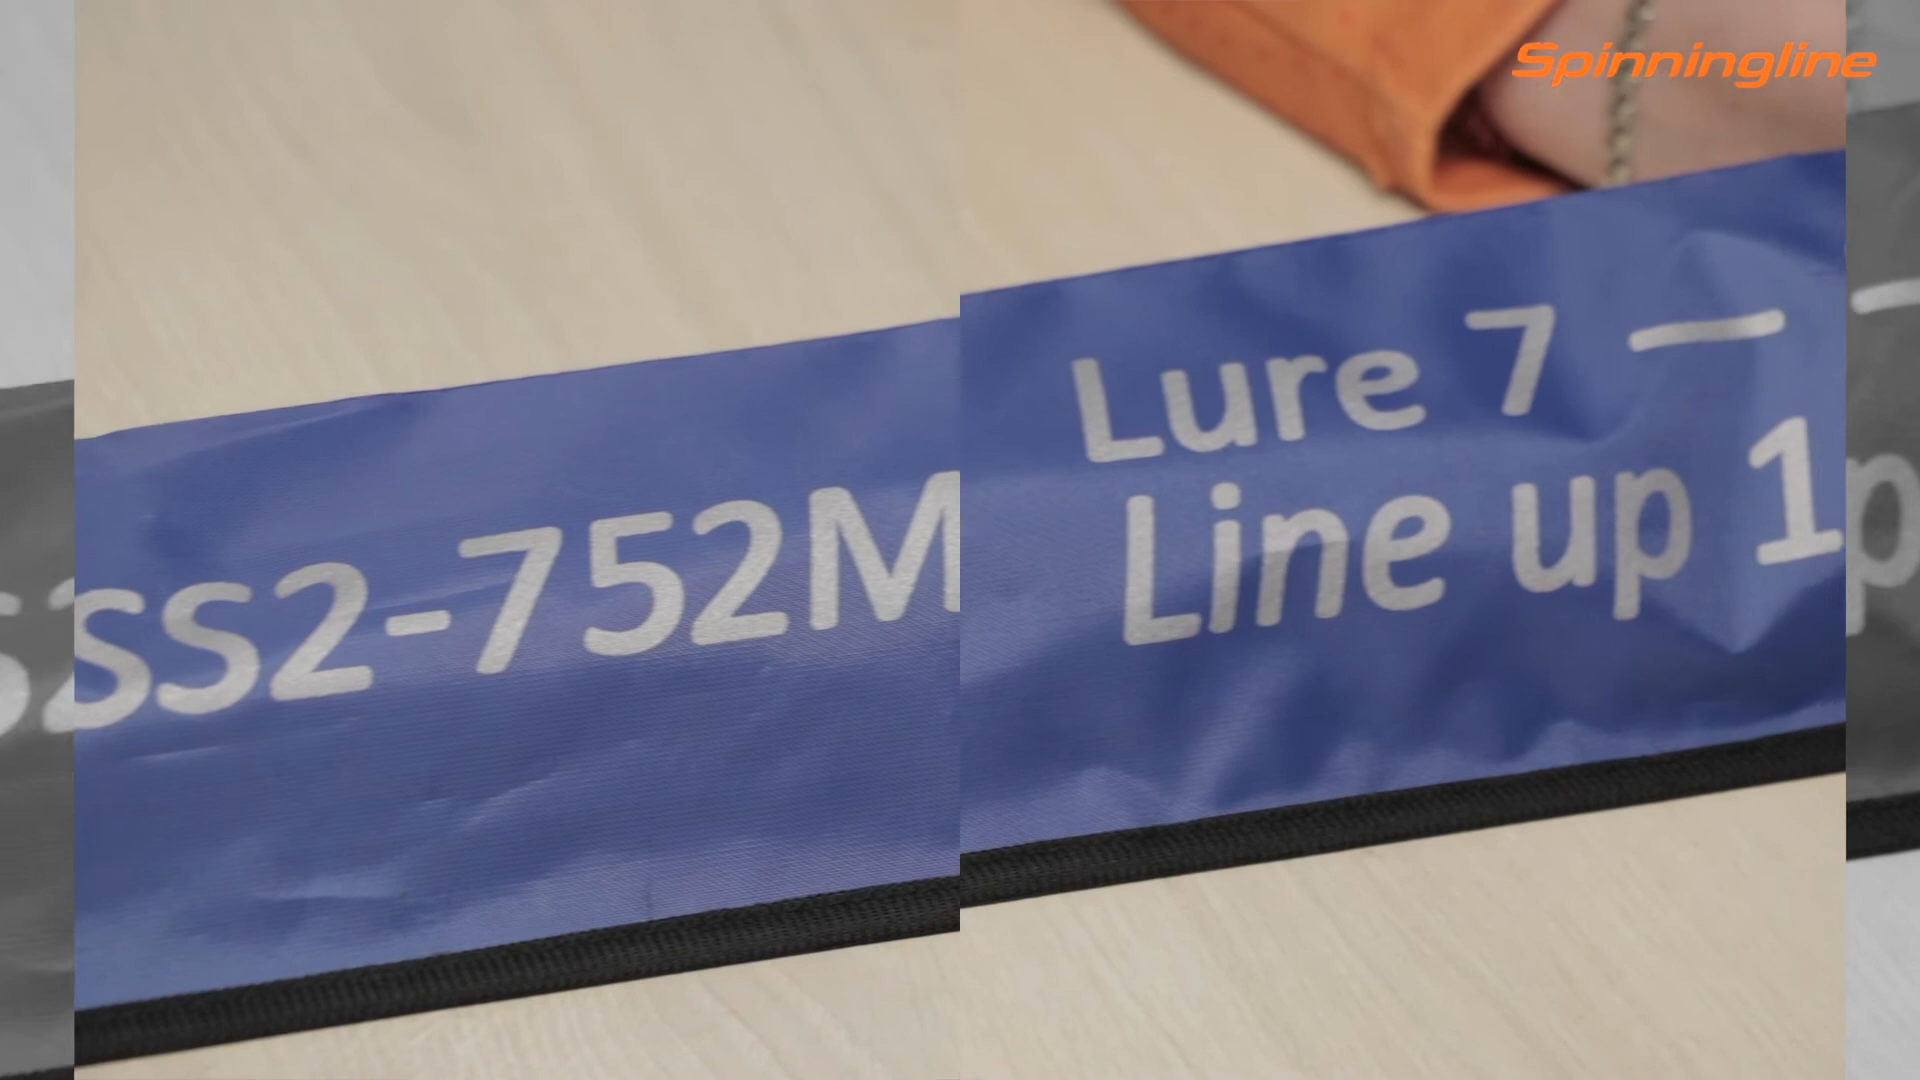 Spinningline
SS2-752M
Lure 7 —
Line up 1